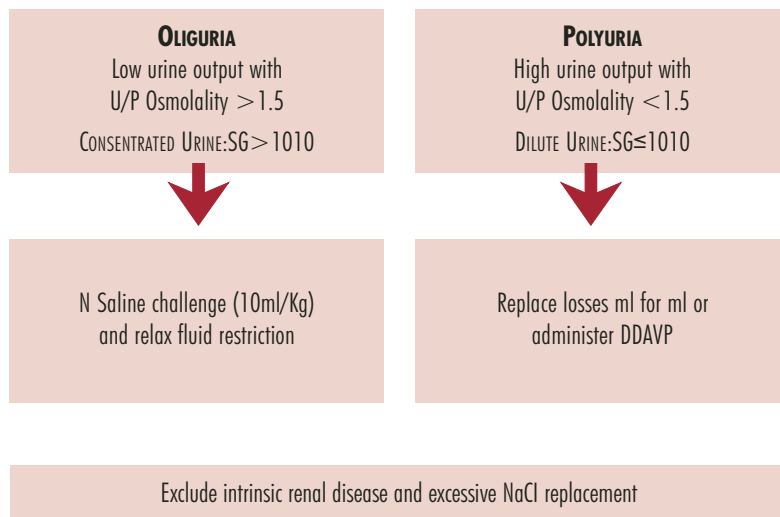 OLIGURIA
Low urine output with
U/P Osmolality >1.5
CONSENTRATED URINE:SG>1010
POLYURIA
High urine output with
U/P Osmolality <1.5
DILUTE URINE:SG≤1010
N Saline challenge (10ml/Kg)
and relax fluid restriction
Replace losses ml for ml or
administer DDAVP
Exclude intrinsic renal disease and excessive NaCl replacement